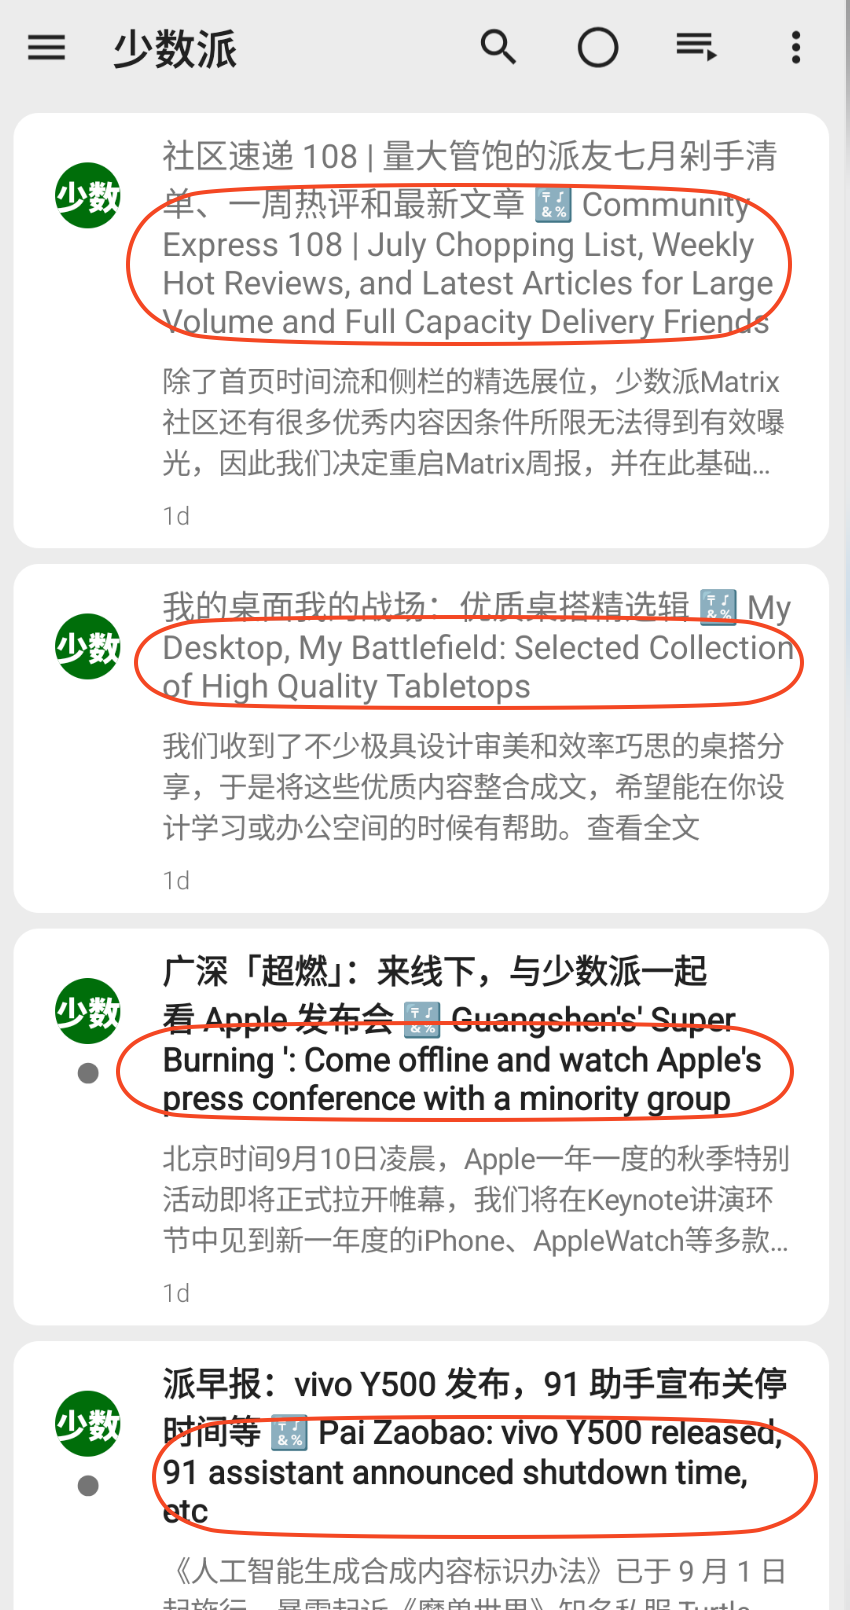 少数派
少数
社区速递 108 | 量大管饱的派友七月剁手清
单、一周热评和最新文章 🔣 Community
Express 108 | July Chopping List, Weekly
Hot Reviews, and Latest Articles for Large
Volume and Full Capacity Delivery Friends
除了首页时间流和侧栏的精选展位，少数派Matrix
社区还有很多优秀内容因条件所限无法得到有效曝
光，因此我们决定重启Matrix周报，并在此基础...
1d
少数
我的桌面我的战场：优质桌搭精选辑 🔣 My
Desktop, My Battlefield: Selected Collection
of High Quality Tabletops
我们收到了不少极具设计审美和效率巧思的桌搭分
享，于是将这些优质内容整合成文，希望能在你设
计学习或办公空间的时候有帮助。查看全文
1d
少数
广深「超燃」：来线下，与少数派一起
看 Apple 发布会 🔣 Guangshen's' Super
Burning ': Come offline and watch Apple's
press conference with a minority group
北京时间9月10日凌晨，Apple一年一度的秋季特别
活动即将正式拉开帷幕，我们将在Keynote讲演环
节中见到新一年度的iPhone、AppleWatch等多款...
1d
少数
派早报：vivo Y500 发布，91 助手宣布关停
时间等 🔣 Pai Zaobao: vivo Y500 released,
91 assistant announced shutdown time,
etc
《人工智能生成合成内容标识办法》已于 9 月 1 日
起施行、暴雪起诉《魔兽世界》知名私服 Turtle